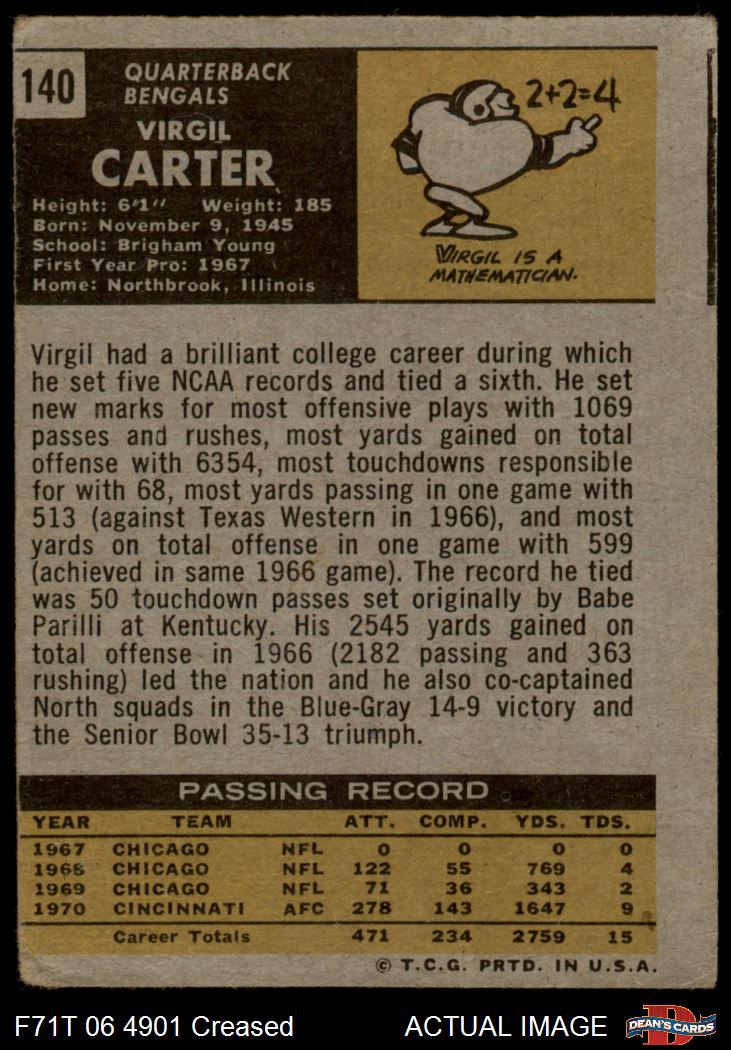 140
QUARTERBACK
BENGALS
VIRGIL
CARTER
Height: 6'1" Weight: 185
Born: November 9, 1945
School: Brigham Young
First Year Pro: 1967
Home: Northbrook, Illinois
2+2=4
VIRGIL IS A
MATHEMATICIAN.
Virgil had a brilliant college career during which
he set five NCAA records and tied a sixth. He set
new marks for most offensive plays with 1069
passes and rushes, most yards gained on total
offense with 6354, most touchdowns responsible
for with 68, most yards passing in one game with
513 (against Texas Western in 1966), and most
yards on total offense in one game with 599
(achieved in same 1966 game). The record he tied
was 50 touchdown passes set originally by Babe
Parilli at Kentucky. His 2545 yards gained on
total offense in 1966 (2182 passing and 363
rushing) led the nation and he also co-captained
North squads in the Blue-Gray 14-9 victory and
the Senior Bowl 35-13 triumph.
PASSING RECORD
YEAR TEAM ATT. COMP. YDS. TDS.
1967 CHICAGO NFL 0 0 0 0
1968 CHICAGO NFL 122 55 769 4
1969 CHICAGO NFL 71 36 343 2
1970 CINCINNATI AFC 278 143 1647 9
Career Totals 471 234 2759 15
© T.C.G. PRTD. IN U.S.A.
F71T 06 4901 Creased ACTUAL IMAGE
D
DEAN'S CARDS